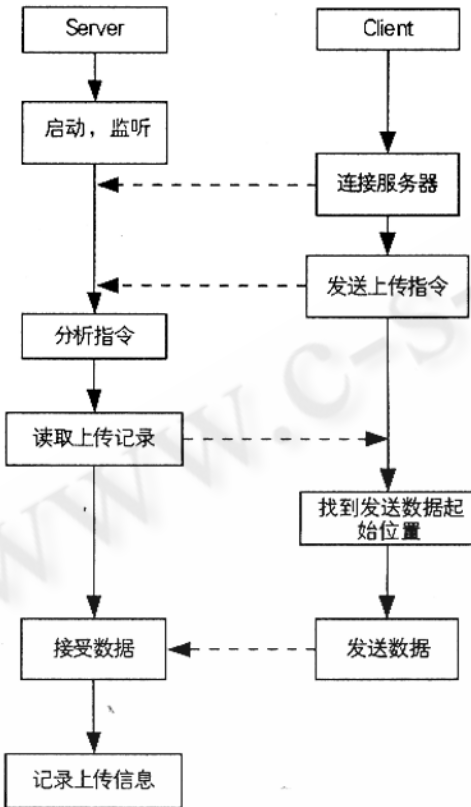 Server
Client
启动，监听
连接服务器
发送上传指令
分析指令
读取上传记录
找到发送数据起
始位置
接受数据
发送数据
记录上传信息
www.c-s-